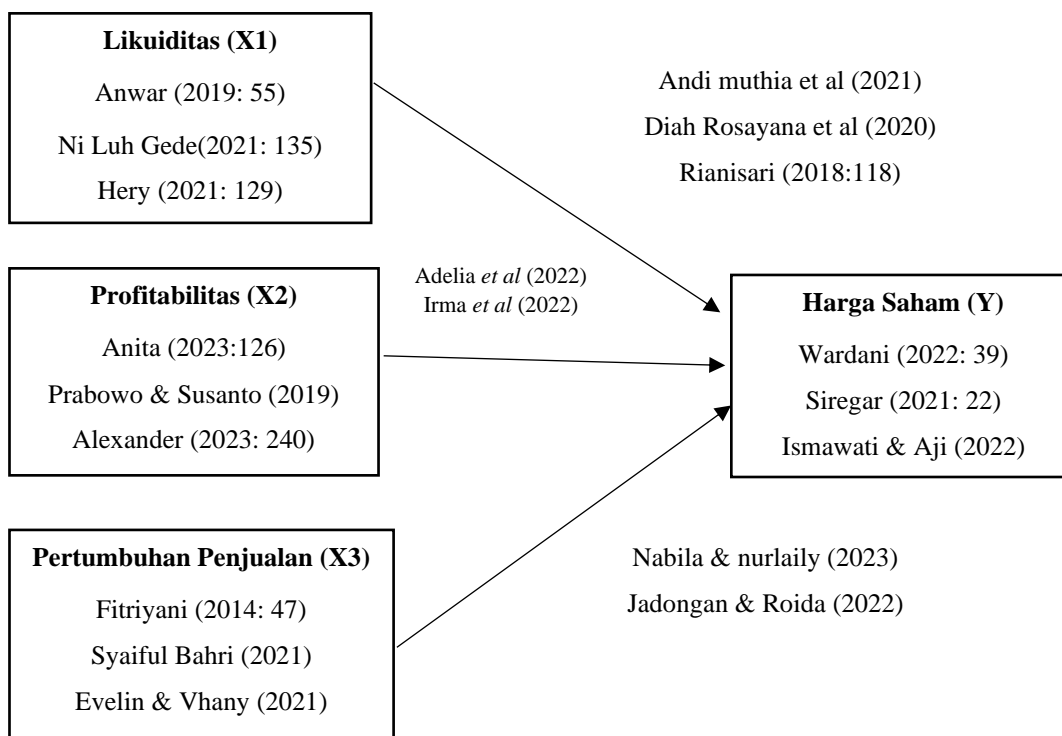 Likuiditas (X1)
Anwar (2019: 55)
Ni Luh Gede(2021: 135)
Hery (2021: 129)
Andi muthia et al (2021)
Diah Rosayana et al (2020)
Rianisari (2018:118)
Profitabilitas (X2)
Anita (2023:126)
Prabowo & Susanto (2019)
Alexander (2023: 240)
Adelia et al (2022)
Irma et al (2022)
Harga Saham (Y)
Wardani (2022: 39)
Siregar (2021: 22)
Ismawati & Aji (2022)
Pertumbuhan Penjualan (X3)
Fitriyani (2014: 47)
Syaiful Bahri (2021)
Evelin & Vhany (2021)
Nabila & nurlaily (2023)
Jadongan & Roida (2022)